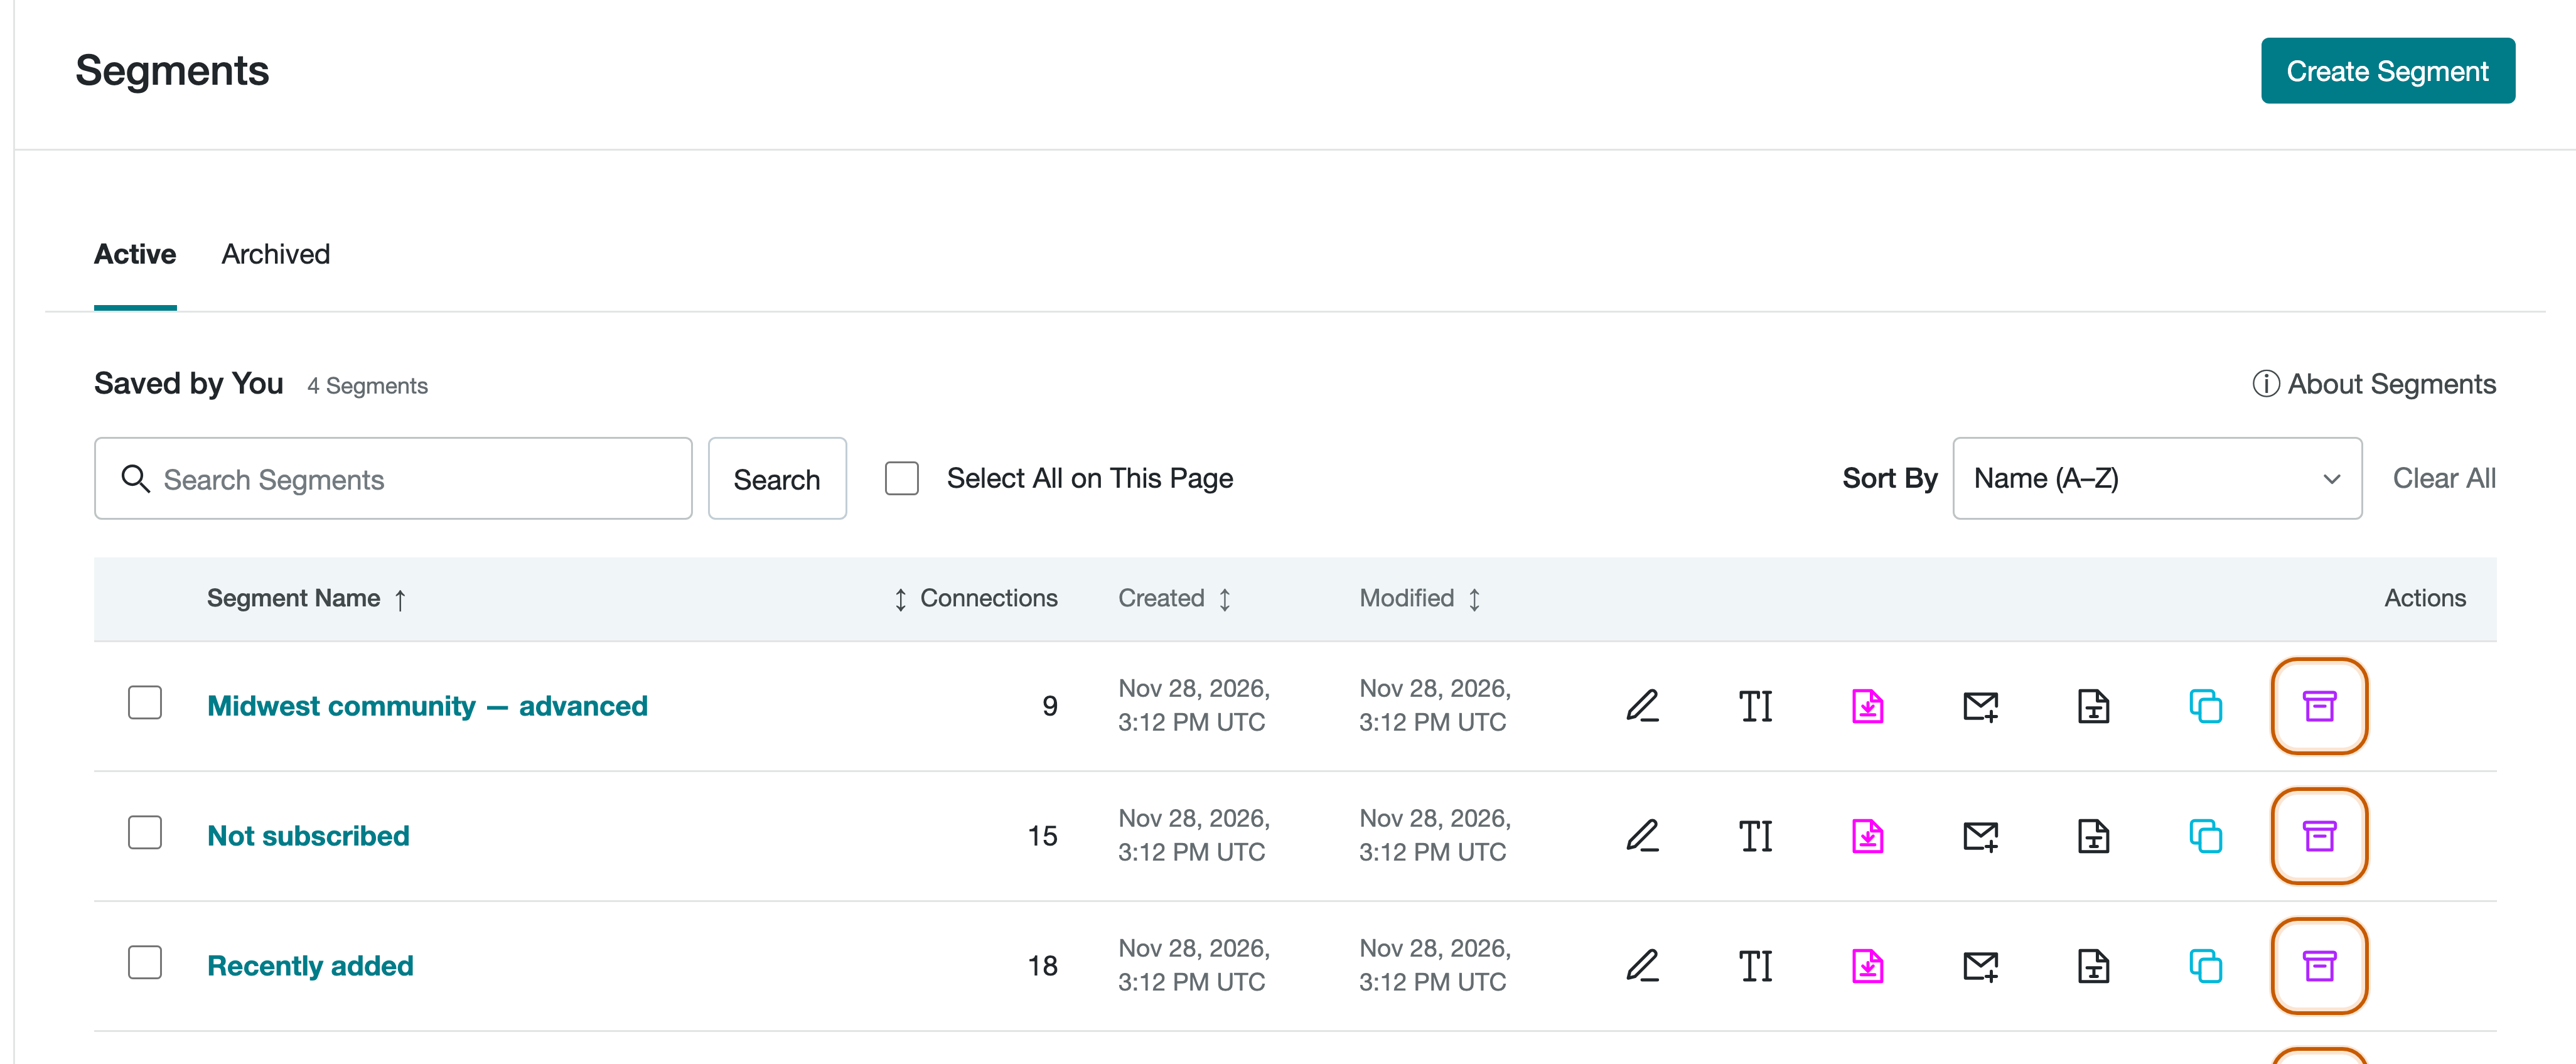 Segments
Create Segment
Active
Archived
Saved by You
4 Segments
About Segments
Search Segments
Search
Select All on This Page
Sort By
Name (A–Z)
Clear All
Segment Name ↑
↕ Connections
Created ↕
Modified ↕
Actions
Midwest community — advanced
9
Nov 28, 2026,
3:12 PM UTC
Nov 28, 2026,
3:12 PM UTC
Not subscribed
15
Nov 28, 2026,
3:12 PM UTC
Nov 28, 2026,
3:12 PM UTC
Recently added
18
Nov 28, 2026,
3:12 PM UTC
Nov 28, 2026,
3:12 PM UTC